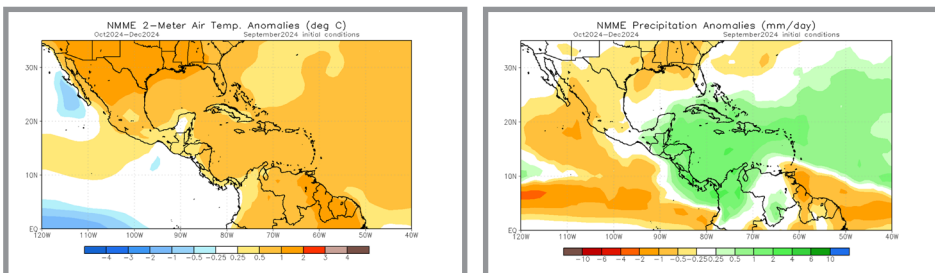 NMME 2-Meter Air Temp. Anomalies (deg C)
Oct2024-Dec2024 September2024 initial conditions
30N
20N
10N
EQ
120W 110W 100W 90W 80W 70W 60W 50W 40W
-4 -3 -2 -1 -0.5 -0.25 0.25 0.5 1 2 3 4
NMME Precipitation Anomalies (mm/day)
Oct2024-Dec2024 September2024 initial conditions
30N
20N
10N
EQ
120W 110W 100W 90W 80W 70W 60W 50W 40W
-10 -8 -6 -4 -2 -1 -0.5 -0.25 0.25 0.5 1 2 4 6 8 10